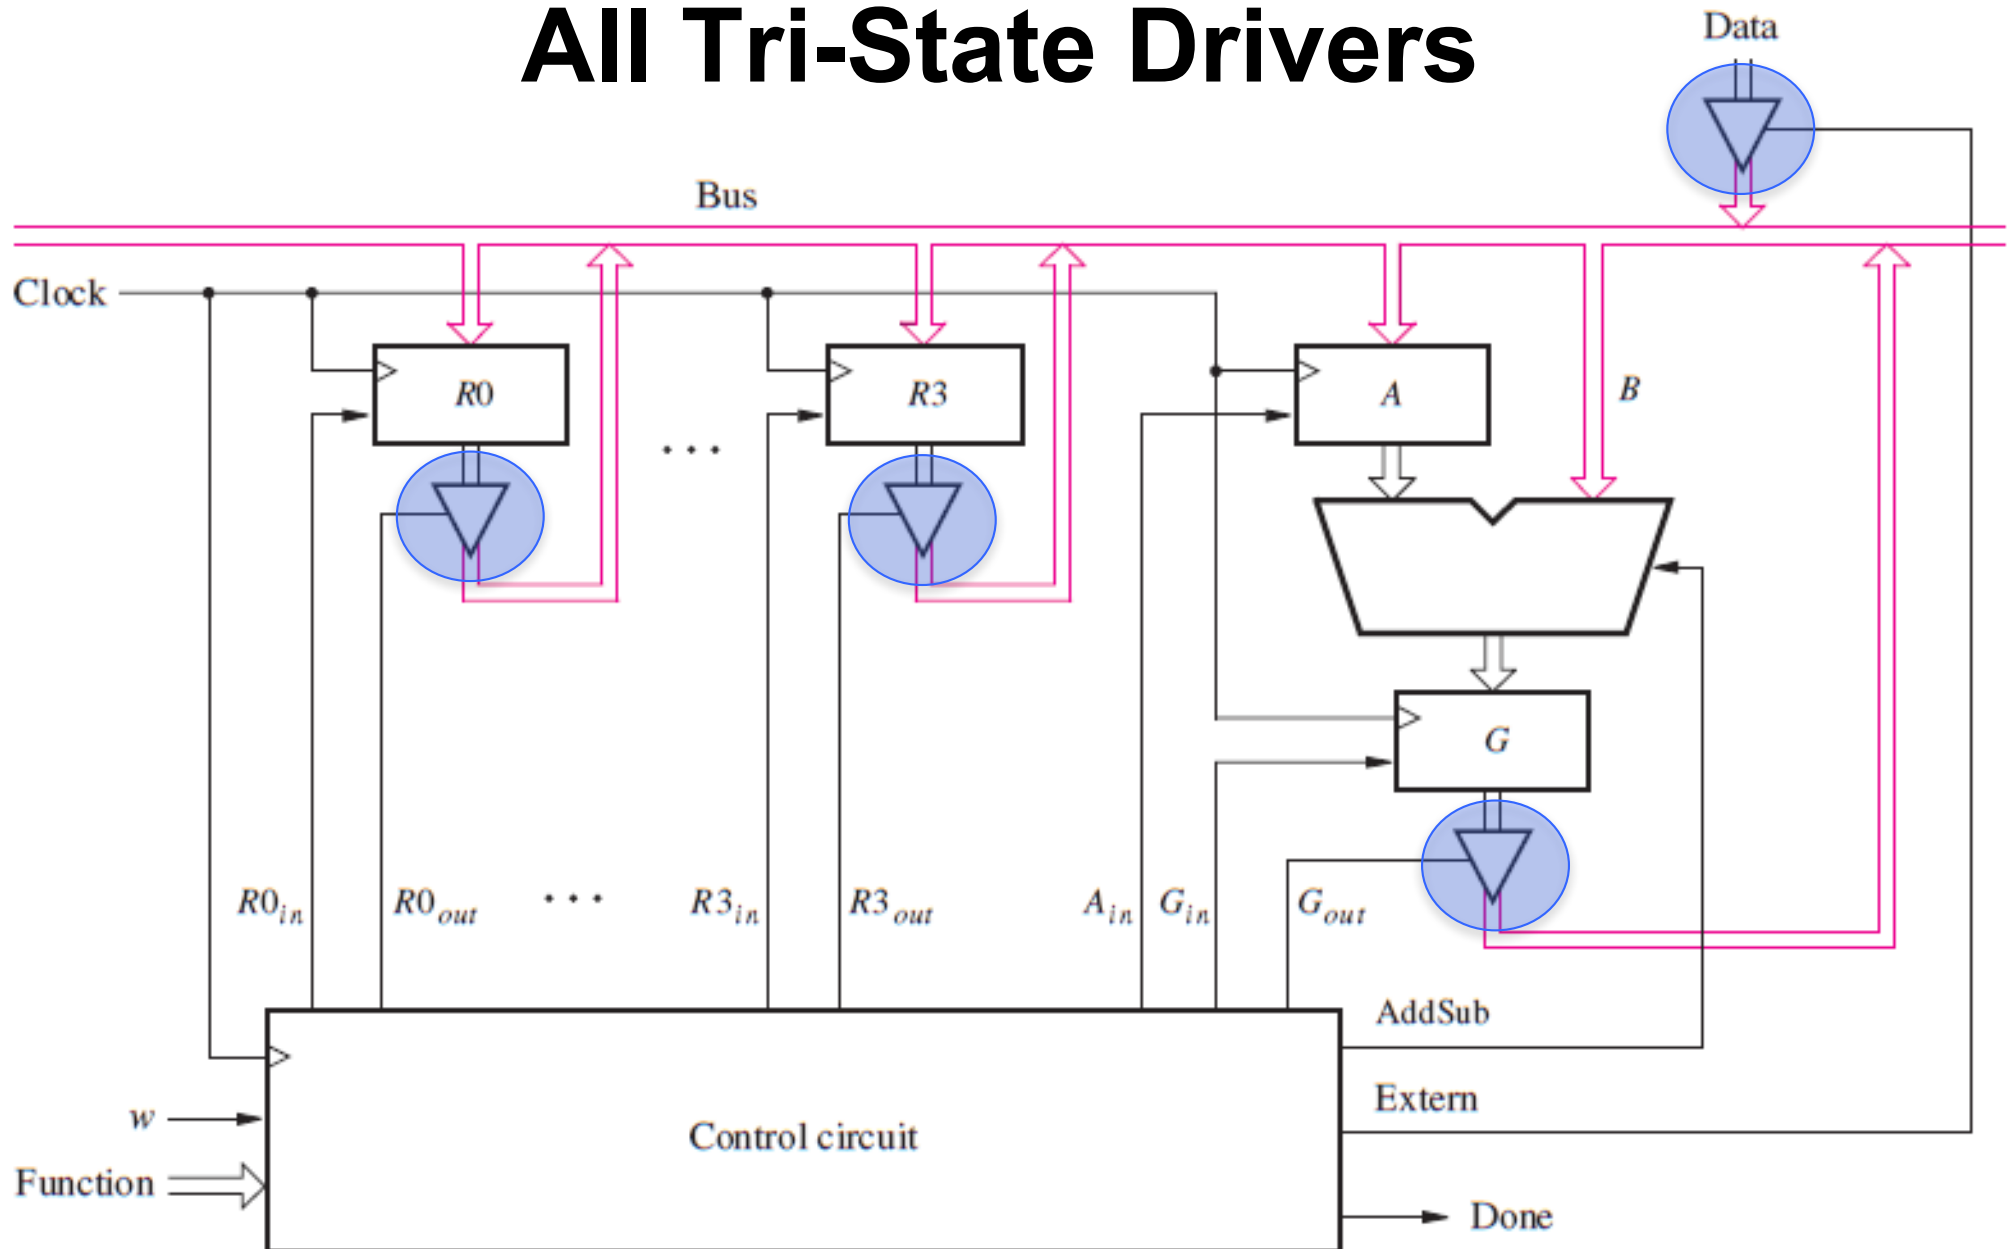 All Tri-State Drivers
Data
Bus
Clock
R0
R3
A
B
. . .
G
R0in
R0out
. . .
R3in
R3out
Ain
Gin
Gout
AddSub
Extern
w
Control circuit
Function
Done